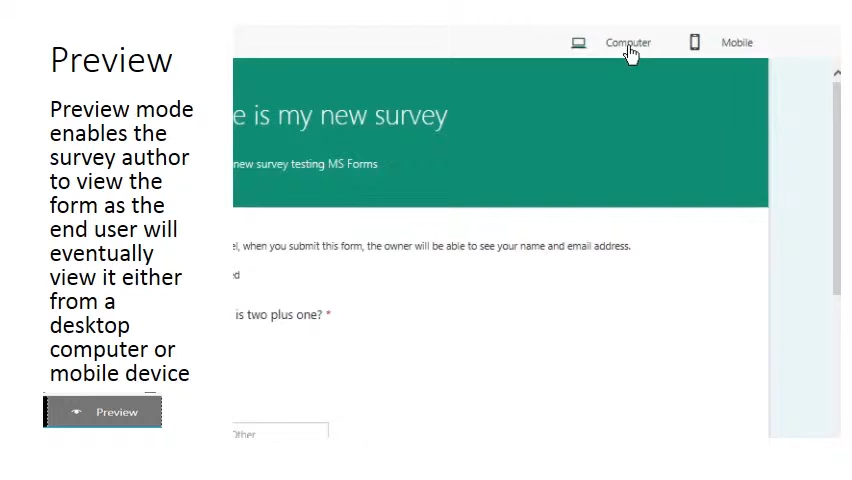 Preview
Preview mode
enables the
survey author
to view the
form as the
end user will
eventually
view it either
from a
desktop
computer or
mobile device
Preview
Computer
Mobile
e is my new survey
new survey testing MS Forms
el, when you submit this form, the owner will be able to see your name and email address.
ed
is two plus one? *
Other